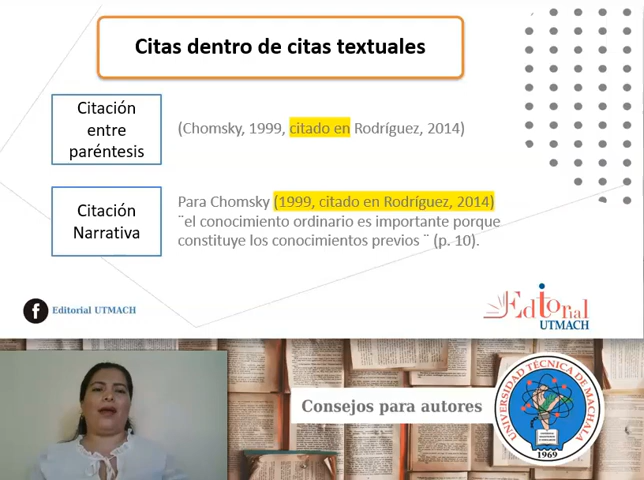 Citas dentro de citas textuales
Citación
entre
paréntesis
(Chomsky, 1999, citado en Rodríguez, 2014)
Citación
Narrativa
Para Chomsky (1999, citado en Rodríguez, 2014)
¨el conocimiento ordinario es importante porque
constituye los conocimientos previos ¨ (p. 10).
f
Editorial UTMACH
Editorial
UTMACH
Consejos para autores
UNIVERSIDAD TÉCNICA DE MACHALA
1969